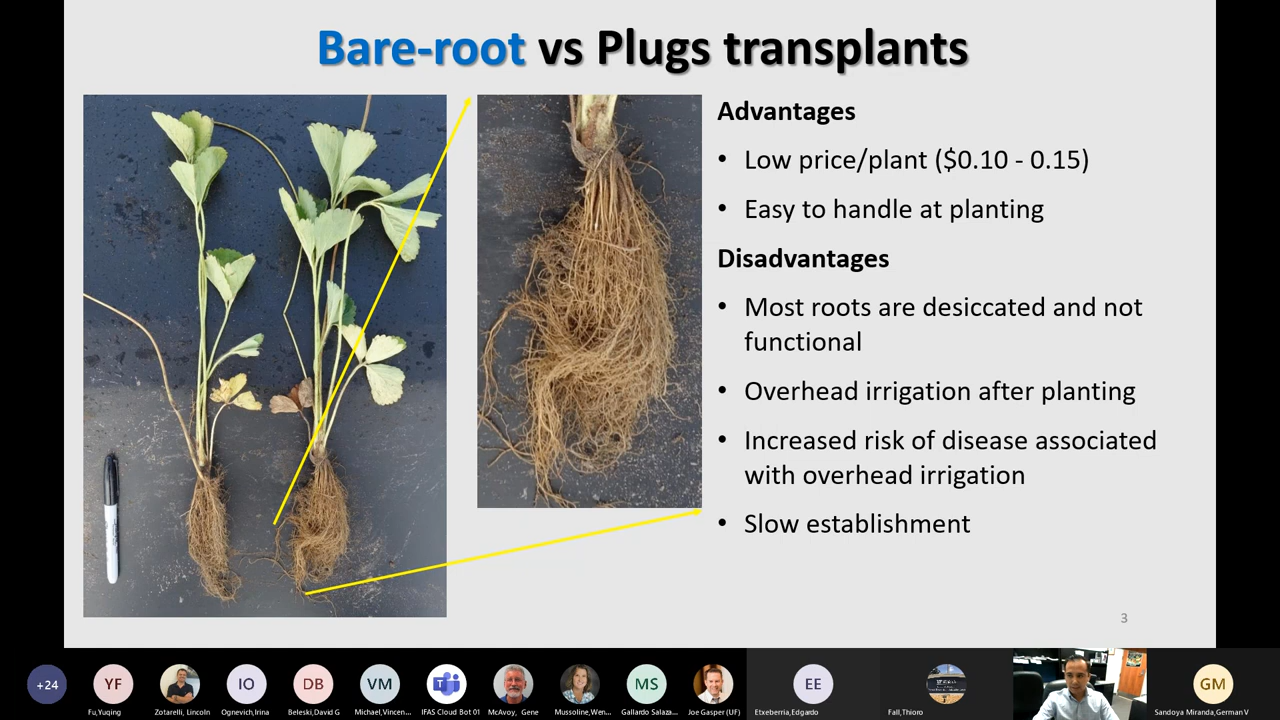 Bare-root vs Plugs transplants
Advantages
• Low price/plant ($0.10 - 0.15)
• Easy to handle at planting
Disadvantages
• Most roots are desiccated and not
functional
• Overhead irrigation after planting
• Increased risk of disease associated
with overhead irrigation
• Slow establishment
3
+24
YF
IO
DB
VM
T
MS
EE
GM
Fu,Yuqing
Zotarelli, Lincoln
Ognevich,Irina
Beleski,David G
Michael,Vincen...
IFAS Cloud Bot 01
McAvoy, Gene
Mussoline,Wen...
Gallardo Salaza...
Joe Gasper (UF)
Etxeberria,Edgardo
Fall,Thioro
Sandoya Miranda,German V